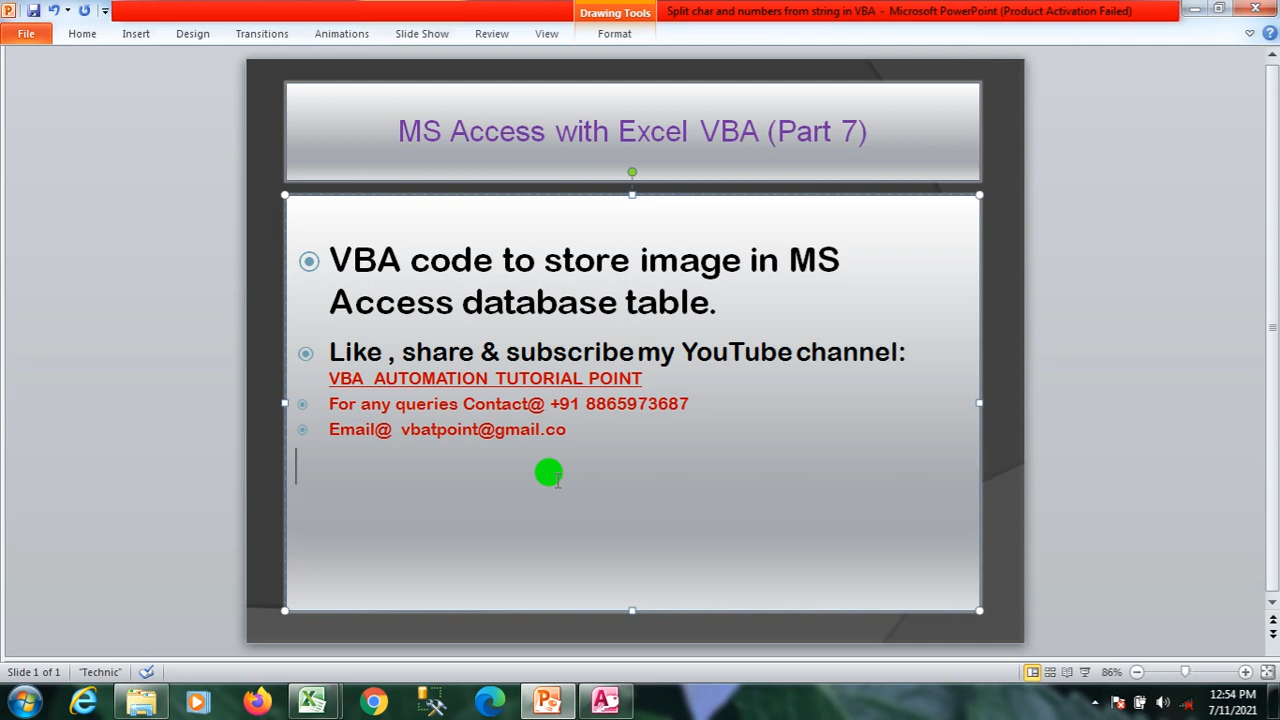 Drawing Tools
Split char and numbers from string in VBA - Microsoft PowerPoint (Product Activation Failed)
File Home Insert Design Transitions Animations Slide Show Review View Format
MS Access with Excel VBA (Part 7)
VBA code to store image in MS
Access database table.
Like , share & subscribe my YouTube channel:
VBA AUTOMATION TUTORIAL POINT
For any queries Contact@ +91 8865973687
Email@ vbatpoint@gmail.co
Slide 1 of 1 "Technic" 86%
12:54 PM
7/11/2021